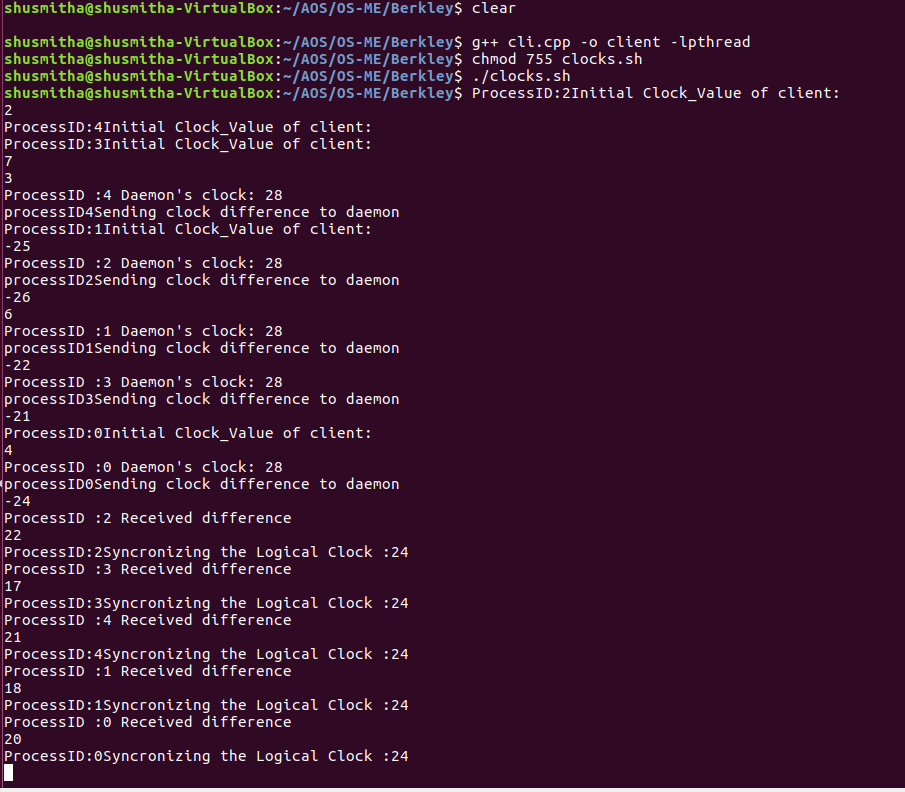 shusmitha@shusmitha-VirtualBox:~/AOS/OS-ME/Berkley$ clear
shusmitha@shusmitha-VirtualBox:~/AOS/OS-ME/Berkley$ g++ cli.cpp -o client -lpthread
shusmitha@shusmitha-VirtualBox:~/AOS/OS-ME/Berkley$ chmod 755 clocks.sh
shusmitha@shusmitha-VirtualBox:~/AOS/OS-ME/Berkley$ ./clocks.sh
shusmitha@shusmitha-VirtualBox:~/AOS/OS-ME/Berkley$ ProcessID:2Initial Clock_Value of client:
2
ProcessID:4Initial Clock_Value of client:
ProcessID:3Initial Clock_Value of client:
7
3
ProcessID :4 Daemon's clock: 28
processID4Sending clock difference to daemon
ProcessID:1Initial Clock_Value of client:
-25
ProcessID :2 Daemon's clock: 28
processID2Sending clock difference to daemon
-26
6
ProcessID :1 Daemon's clock: 28
processID1Sending clock difference to daemon
-22
ProcessID :3 Daemon's clock: 28
processID3Sending clock difference to daemon
-21
ProcessID:0Initial Clock_Value of client:
4
ProcessID :0 Daemon's clock: 28
processID0Sending clock difference to daemon
-24
ProcessID :2 Received difference
22
ProcessID:2Syncronizing the Logical Clock :24
ProcessID :3 Received difference
17
ProcessID:3Syncronizing the Logical Clock :24
ProcessID :4 Received difference
21
ProcessID:4Syncronizing the Logical Clock :24
ProcessID :1 Received difference
18
ProcessID:1Syncronizing the Logical Clock :24
ProcessID :0 Received difference
20
ProcessID:0Syncronizing the Logical Clock :24